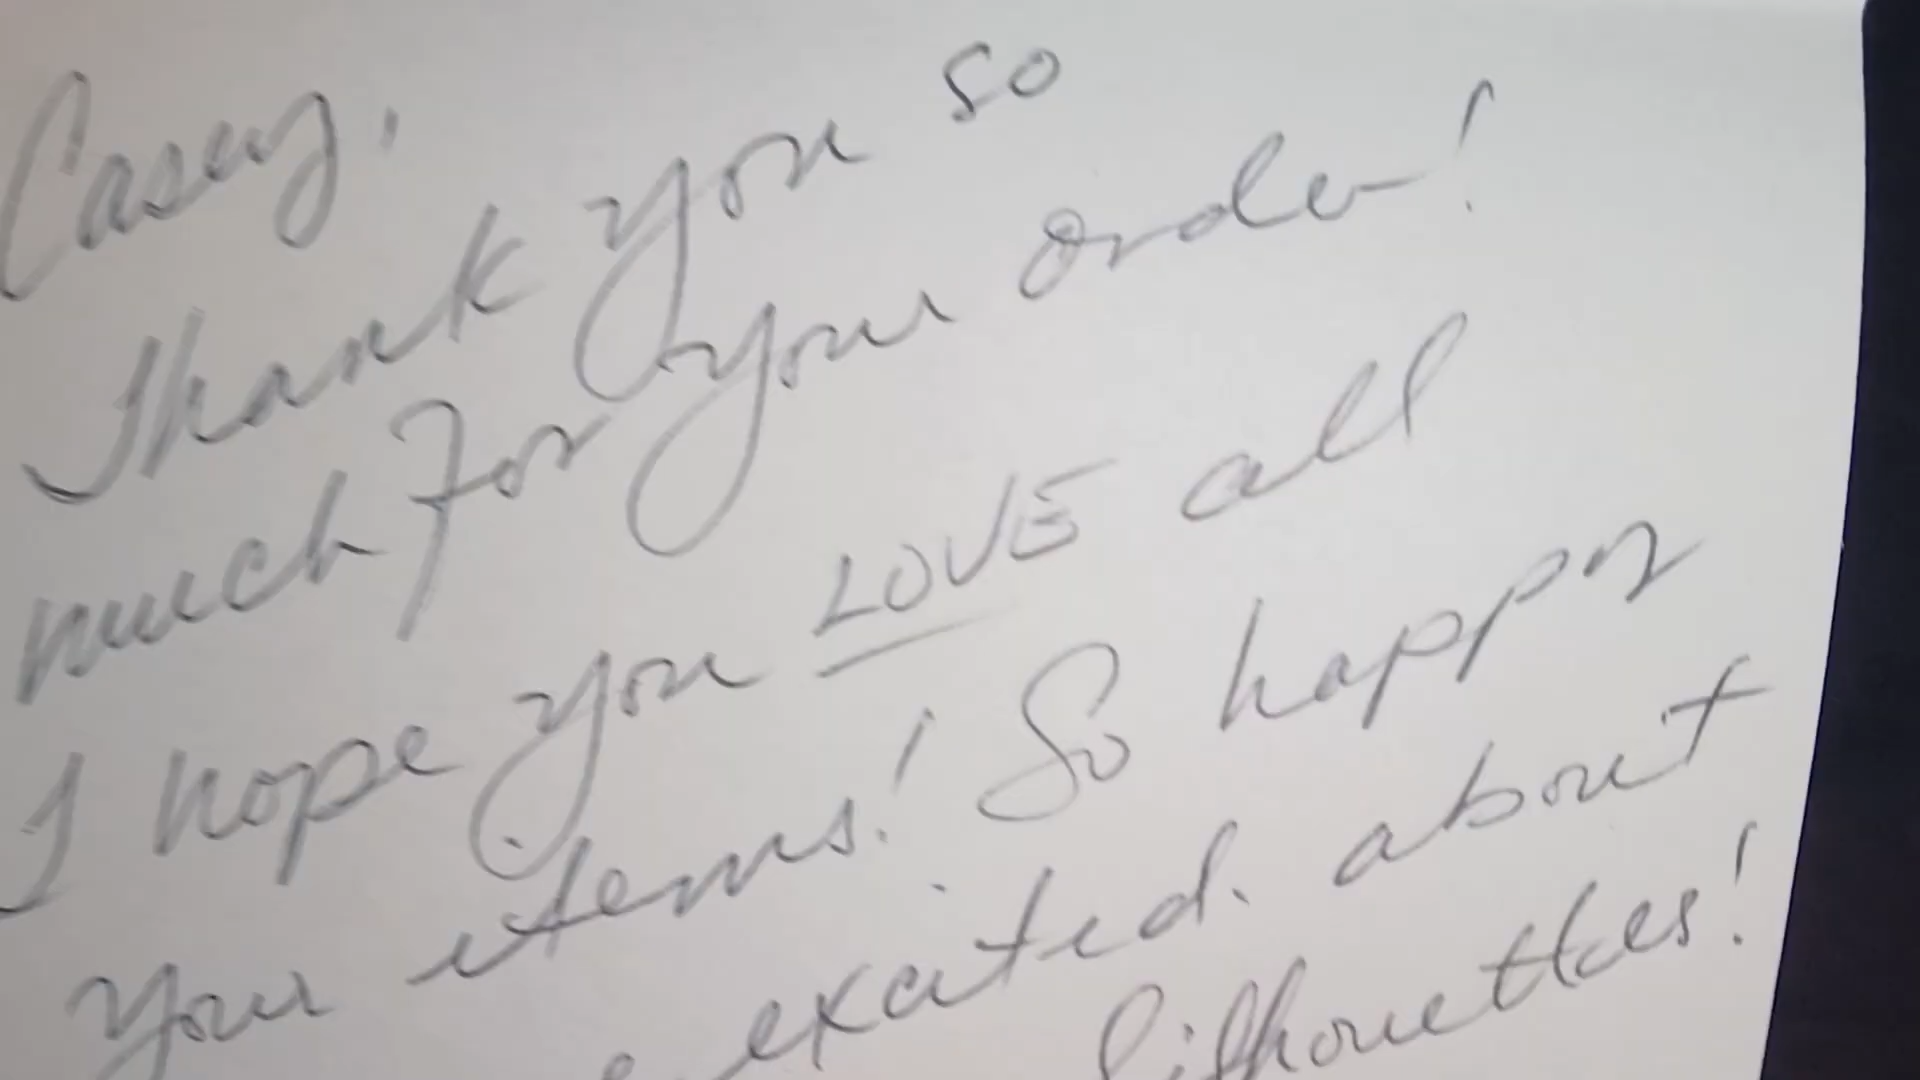 Casey,
Thank you so
much for your order!
I hope you LOVE all
your items! So happy
excited about
silhouettes!